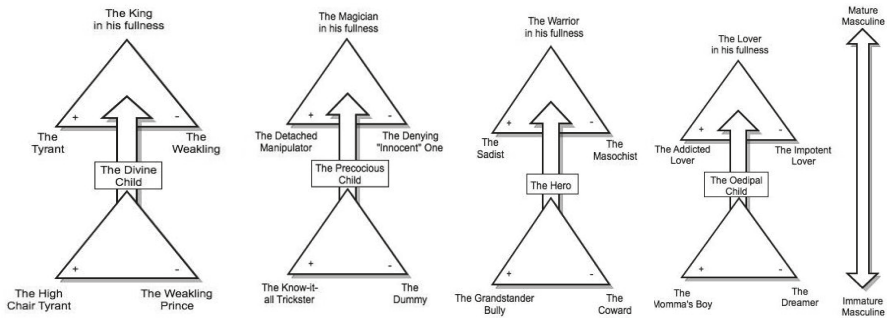 The King
in his fullness
+
-
The
Tyrant
The
Weakling
The Divine
Child
+
-
The High
Chair Tyrant
The Weakling
Prince
The Magician
in his fullness
+
-
The Detached
Manipulator
The Denying
"Innocent" One
The Precocious
Child
+
-
The Know-it-
all Trickster
The
Dummy
The Warrior
in his fullness
+
-
The
Sadist
The
Masochist
The Hero
+
-
The Grandstander
Bully
The
Coward
The Lover
in his fullness
+
-
The Addicted
Lover
The Impotent
Lover
The Oedipal
Child
+
-
The
Momma's Boy
The
Dreamer
Mature
Masculine
Immature
Masculine